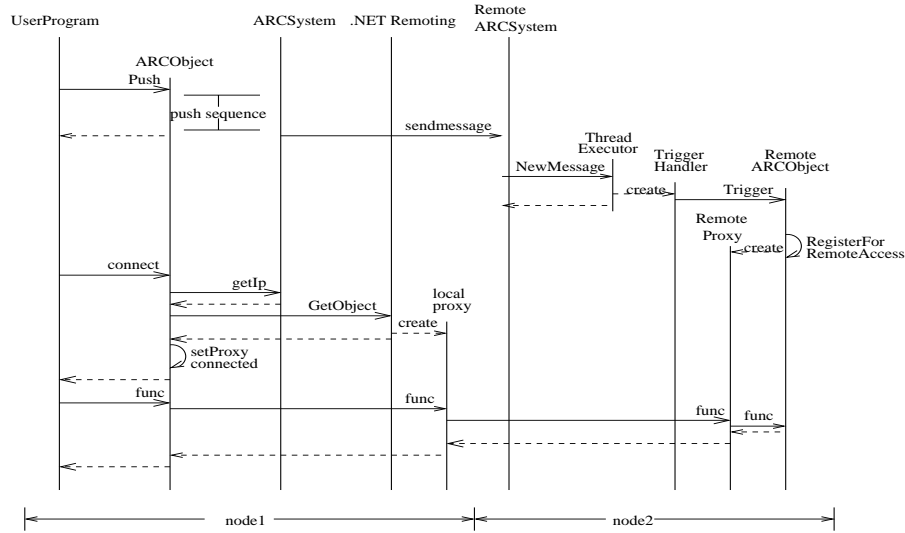 UserProgram
ARCSystem
.NET Remoting
Remote
ARCSystem
ARCObject
Push
push sequence
sendmessage
Thread
Executor
NewMessage
Trigger
Handler
Remote
ARCObject
create
Trigger
Remote
Proxy
create
RegisterFor
RemoteAccess
connect
getIp
local
proxy
GetObject
create
setProxy
connected
func
func
func
func
node1
node2